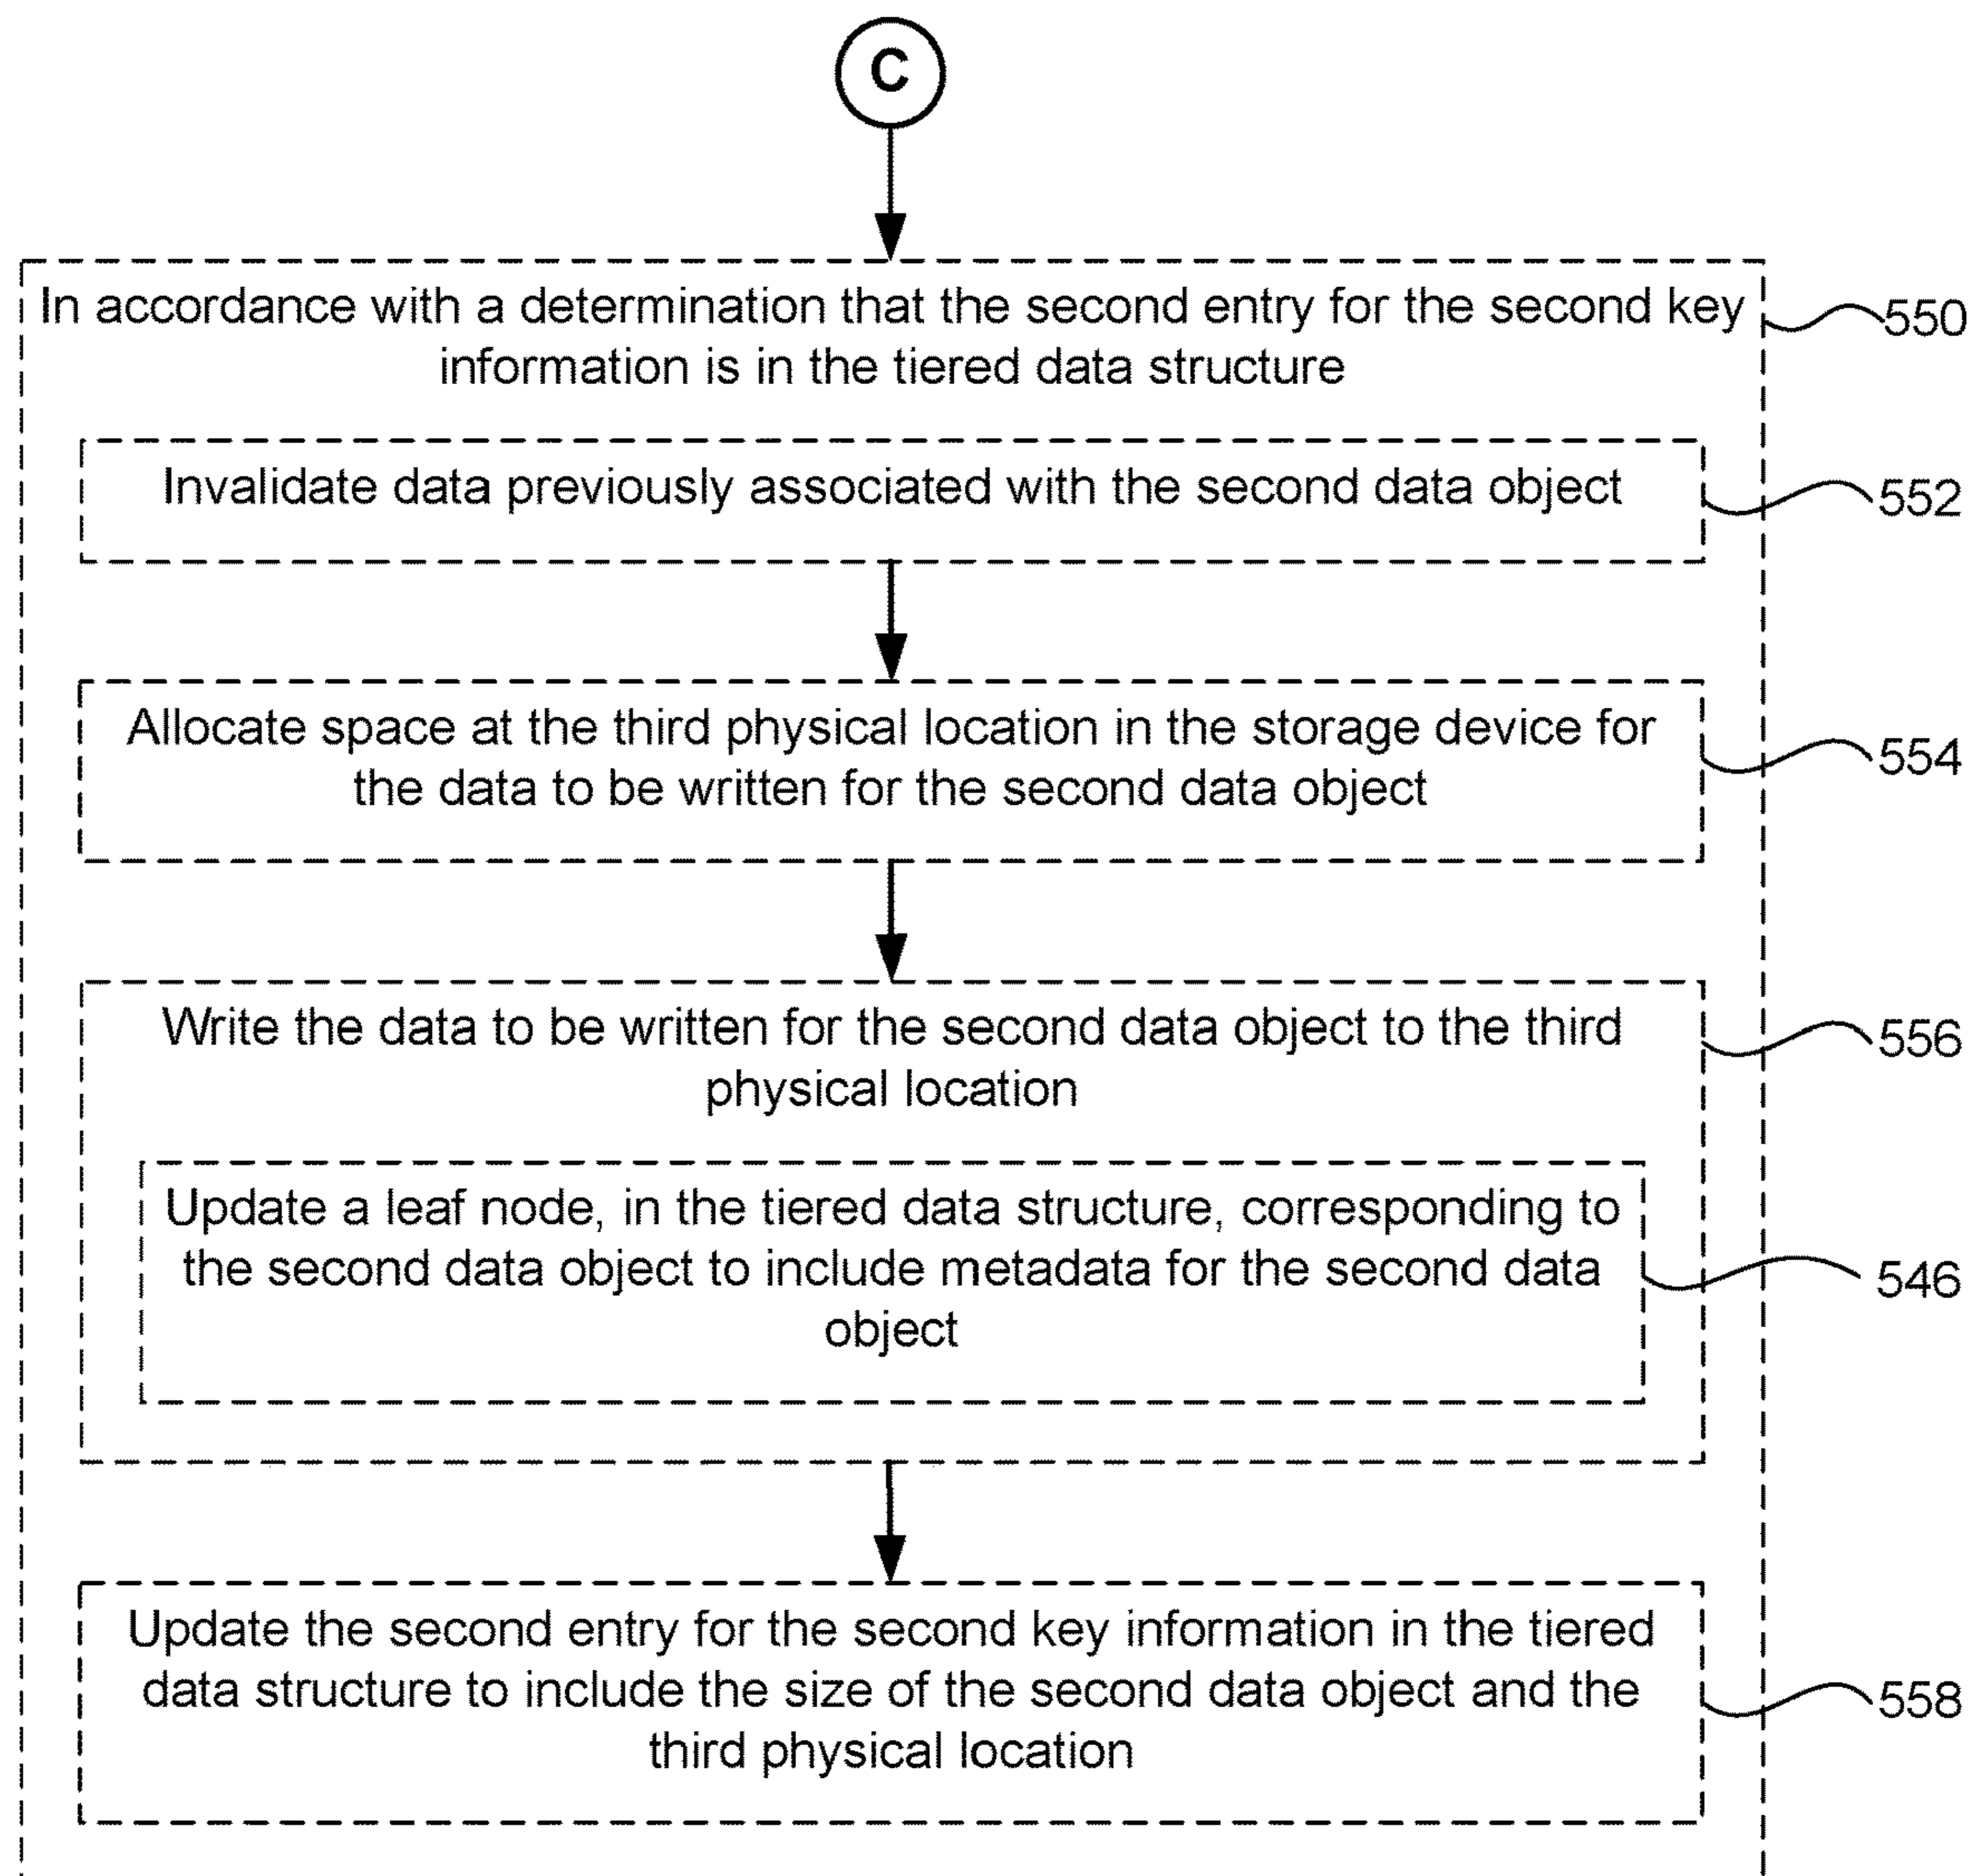 C
In accordance with a determination that the second entry for the second key
information is in the tiered data structure
550
Invalidate data previously associated with the second data object
552
Allocate space at the third physical location in the storage device for
the data to be written for the second data object
554
Write the data to be written for the second data object to the third
physical location
556
Update a leaf node, in the tiered data structure, corresponding to
the second data object to include metadata for the second data
object
546
Update the second entry for the second key information in the tiered
data structure to include the size of the second data object and the
third physical location
558